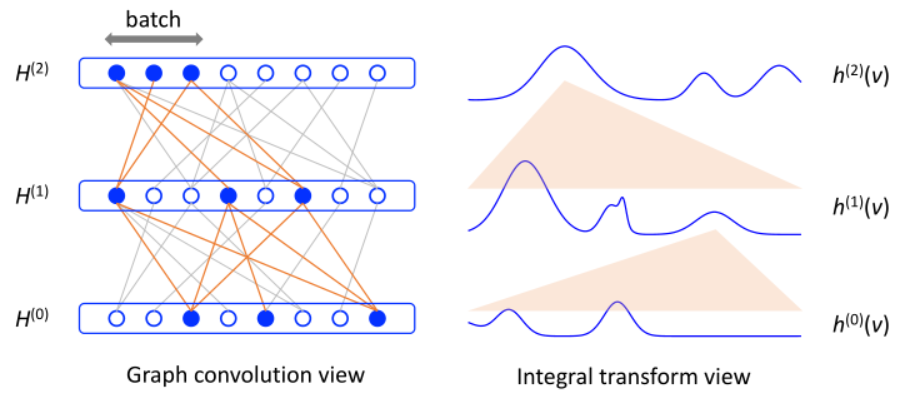 batch
H(2)
H(1)
H(0)
Graph convolution view
h(2)(v)
h(1)(v)
h(0)(v)
Integral transform view